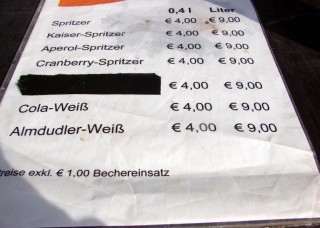 0,4 l Liter
Spritzer € 4,00 € 9,00
Kaiser-Spritzer € 4,00 € 9,00
Aperol-Spritzer € 4,00 € 9,00
Cranberry-Spritzer € 4,00 € 9,00
€ 4,00 € 9,00
Cola-Weiß € 4,00 € 9,00
Almdudler-Weiß € 4,00 € 9,00
reise exkl. € 1,00 Bechereinsatz